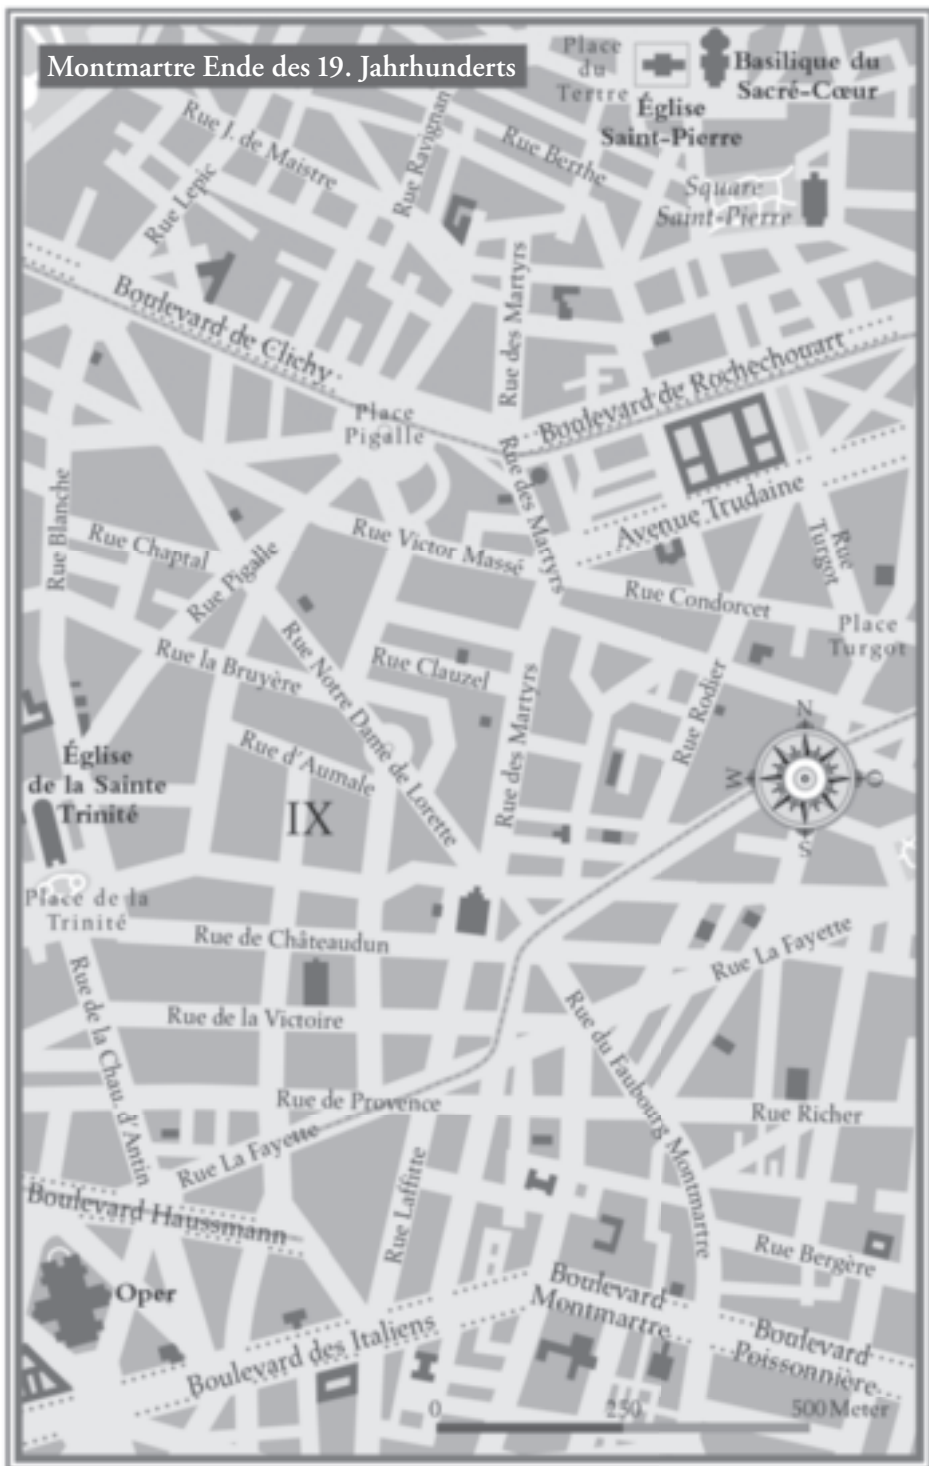 Montmartre Ende des 19. Jahrhunderts
Place
du
Tertre
Basilique du
Sacré-Cœur
Église
Saint-Pierre
Rue J. de Maistre
Rue Ravignan
Rue Berthe
Rue Lepic
Square
Saint-Pierre
Boulevard de Clichy
Rue des Martyrs
Boulevard de Rochechouart
Place
Pigalle
Rue des Martyrs
Avenue Trudaine
Rue Blanche
Rue Chaptal
Rue Victor Massé
Rue
Turgot
Rue Pigalle
Rue Condorcet
Place
Turgot
Rue la Bruyère
Rue Notre Dame de Lorette
Rue Clauzel
Rue des Martyrs
Rue Rodier
N
W
O
S
Église
de la Sainte
Trinité
Rue d'Aumale
IX
Place de la
Trinité
Rue de Châteaudun
Rue La Fayette
Rue de la Chau. d'Antin
Rue de la Victoire
Rue du Faubourg Montmartre
Rue de Provence
Rue Richer
Rue La Fayette
Rue Laffitte
Boulevard Haussmann
Rue Bergère
Oper
Boulevard
Montmartre
Boulevard des Italiens
Boulevard
Poissonnière
0
250
500 Meter